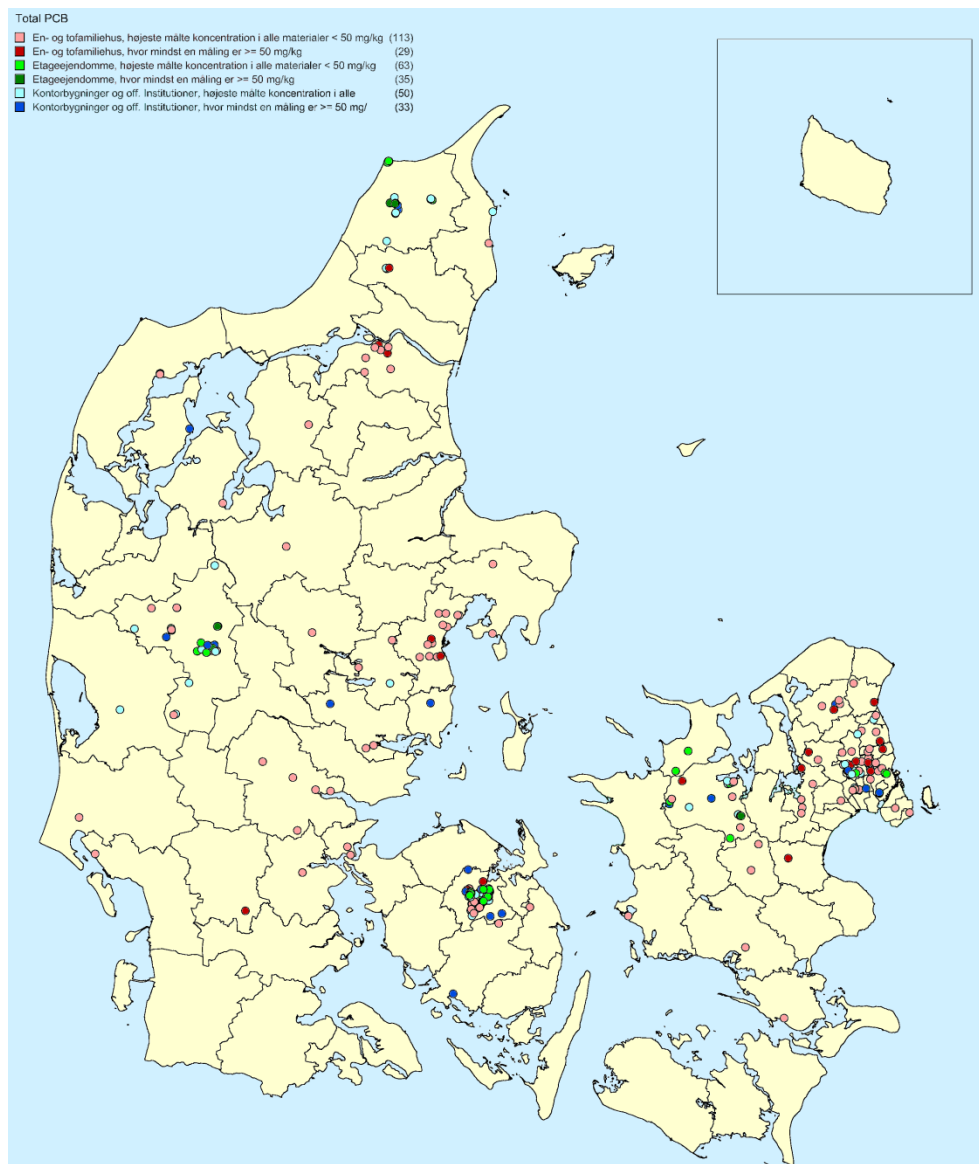 Total PCB
En- og tofamiliehus, højeste målte koncentration i alle materialer < 50 mg/kg (113)
En- og tofamiliehus, hvor mindst en måling er >= 50 mg/kg (29)
Etageejendomme, højeste målte koncentration i alle materialer < 50 mg/kg (63)
Etageejendomme, hvor mindst en måling er >= 50 mg/kg (35)
Kontorbygninger og off. Institutioner, højeste målte koncentration i alle (50)
Kontorbygninger og off. Institutioner, hvor mindst en måling er >= 50 mg/ (33)